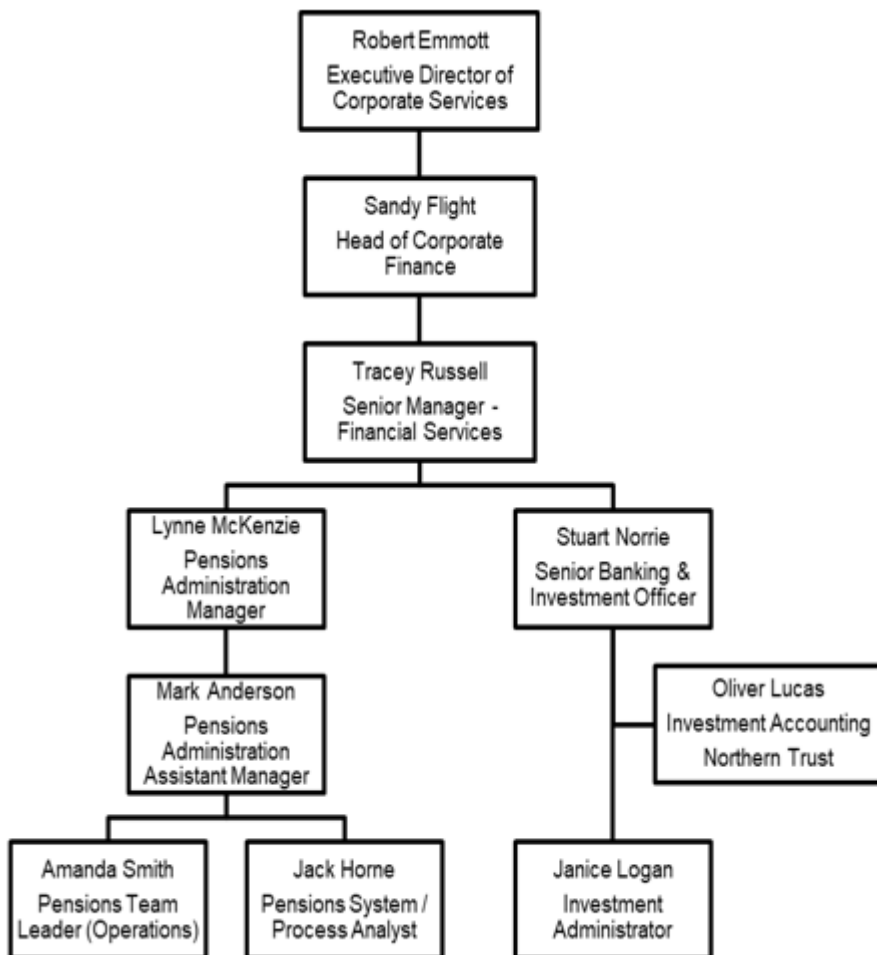 Robert Emmott
Executive Director of
Corporate Services
Sandy Flight
Head of Corporate
Finance
Tracey Russell
Senior Manager -
Financial Services
Lynne McKenzie
Pensions
Administration
Manager
Stuart Norrie
Senior Banking &
Investment Officer
Mark Anderson
Pensions
Administration
Assistant Manager
Oliver Lucas
Investment Accounting
Northern Trust
Amanda Smith
Pensions Team
Leader (Operations)
Jack Horne
Pensions System /
Process Analyst
Janice Logan
Investment
Administrator